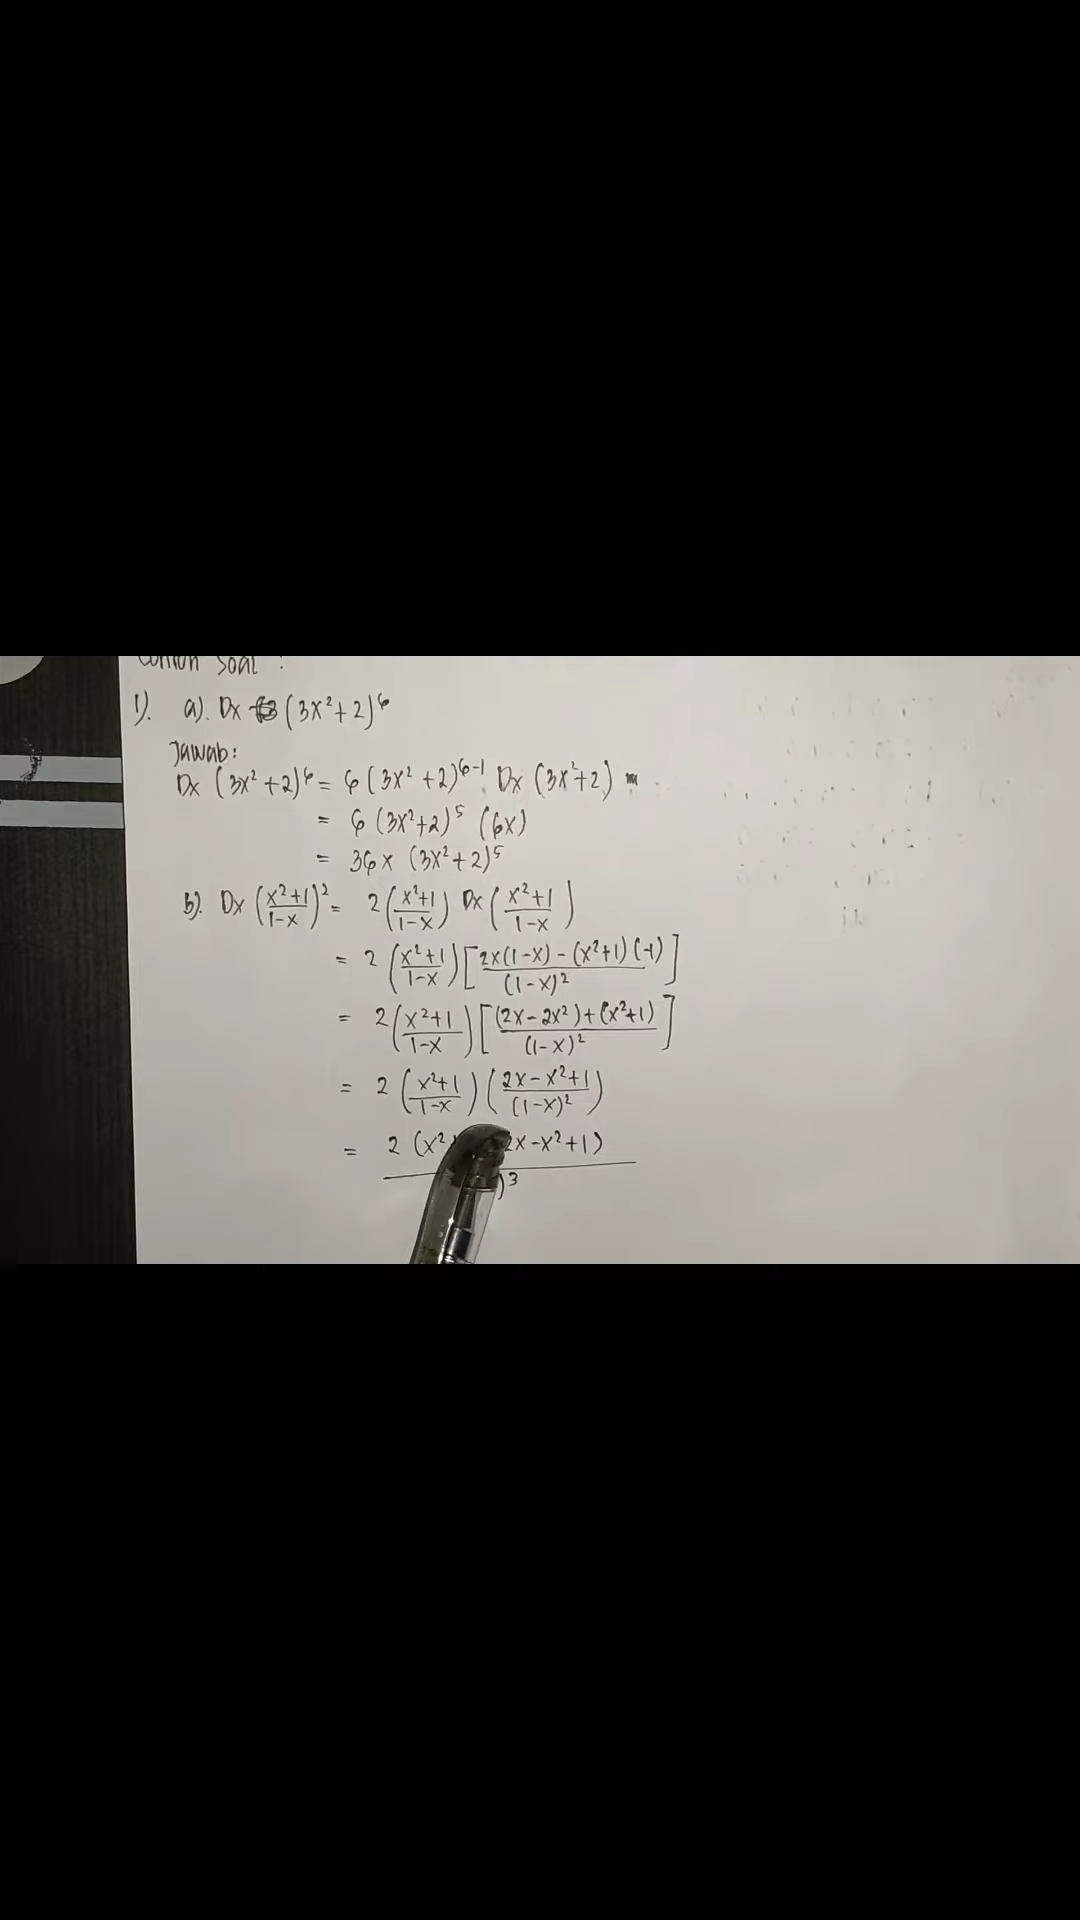 Contoh Soal :
1). a). Dx (3x²+2)⁶
Jawab:
Dx (3x² +2)⁶ = 6 (3x² +2)⁶⁻¹ Dx (3x²+2)
= 6 (3x²+2)⁵ (6x)
= 36x (3x²+2)⁵
b). Dx ((x²+1)/(1-x))² = 2((x²+1)/(1-x)) Dx ((x²+1)/(1-x))
= 2 ((x²+1)/(1-x)) [(2x(1-x) - (x²+1)(-1))/((1-x)²)]
= 2((x²+1)/(1-x)) [((2x - 2x²)+(x²+1))/((1-x)²)]
= 2 ((x²+1)/(1-x)) ((2x - x²+1)/((1-x)²))
= 2 (x² 2x - x²+1)
)³